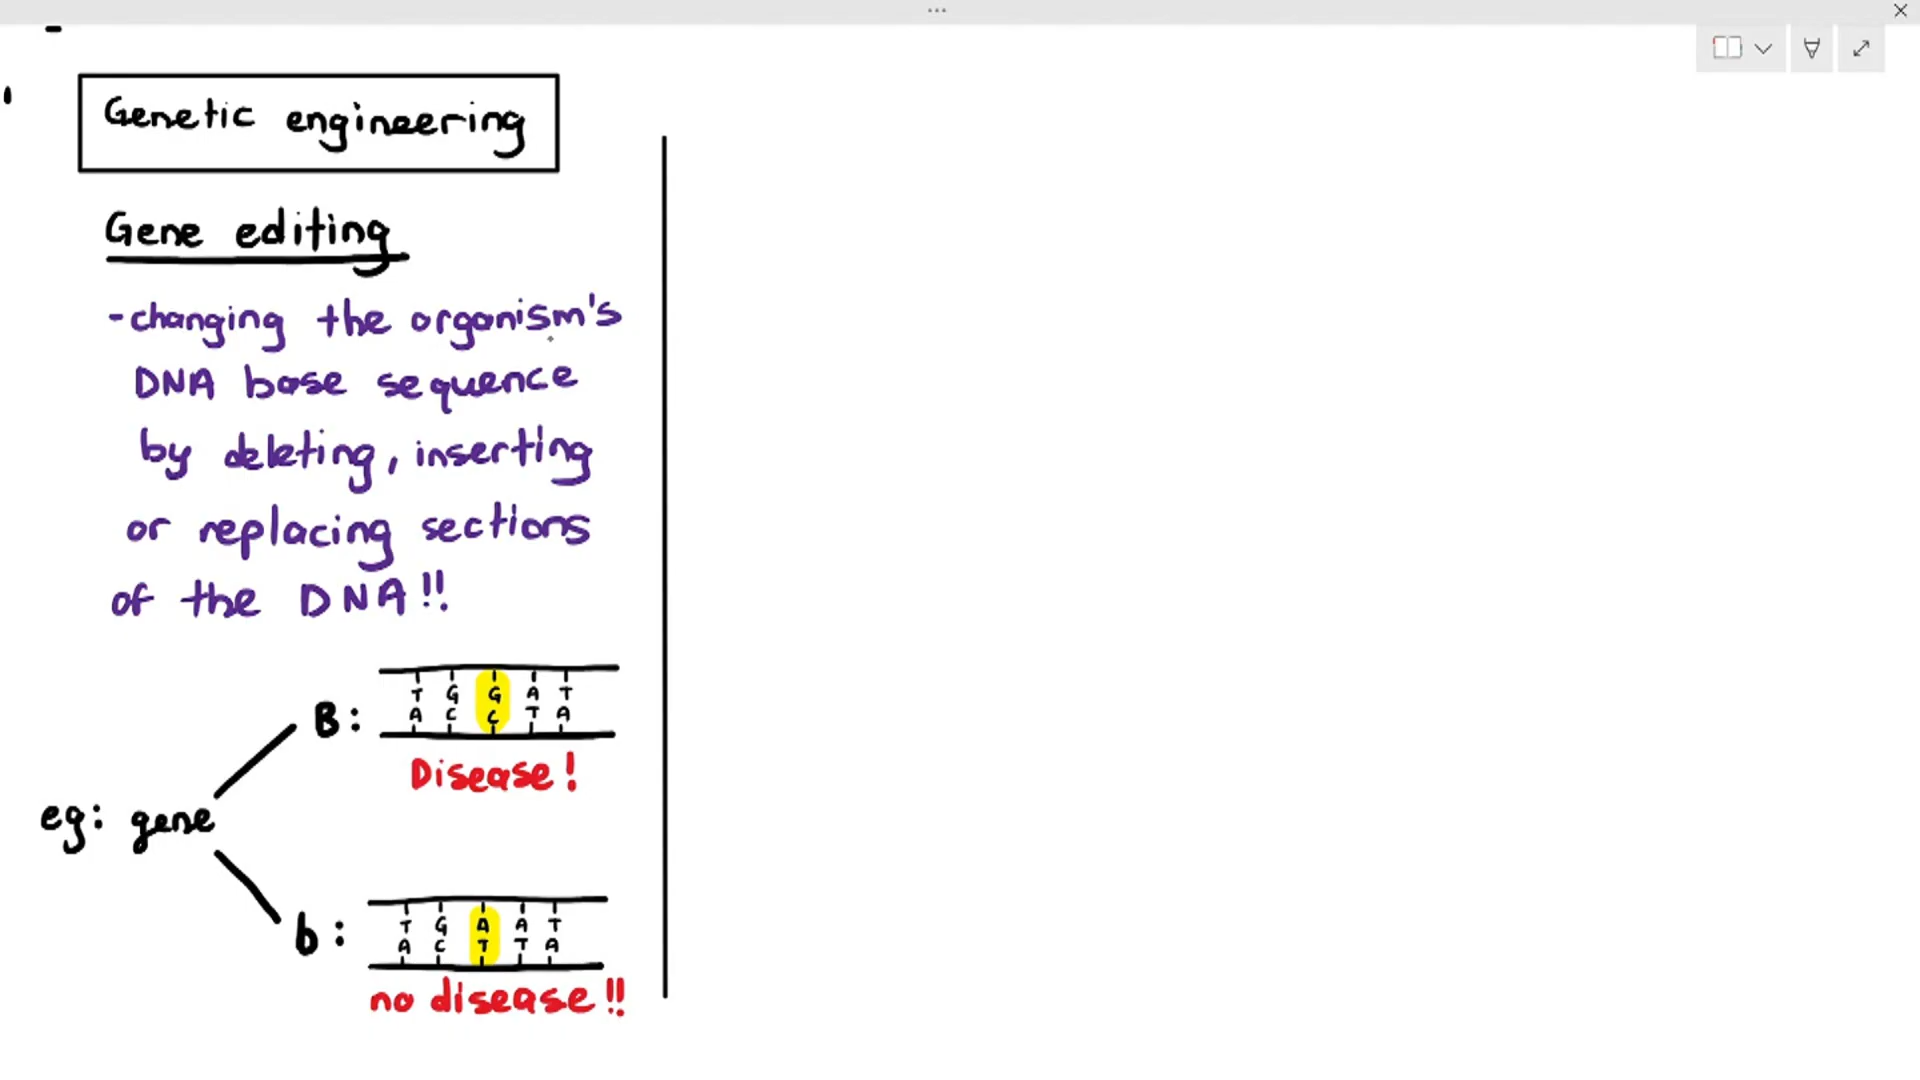 Genetic engineering
Gene editing
- changing the organism's
DNA base sequence
by deleting, inserting
or replacing sections
of the DNA!!
B:
T G G A T
A C C T A
Disease!
eg: gene
b:
T G A A T
A C T T A
no disease!!